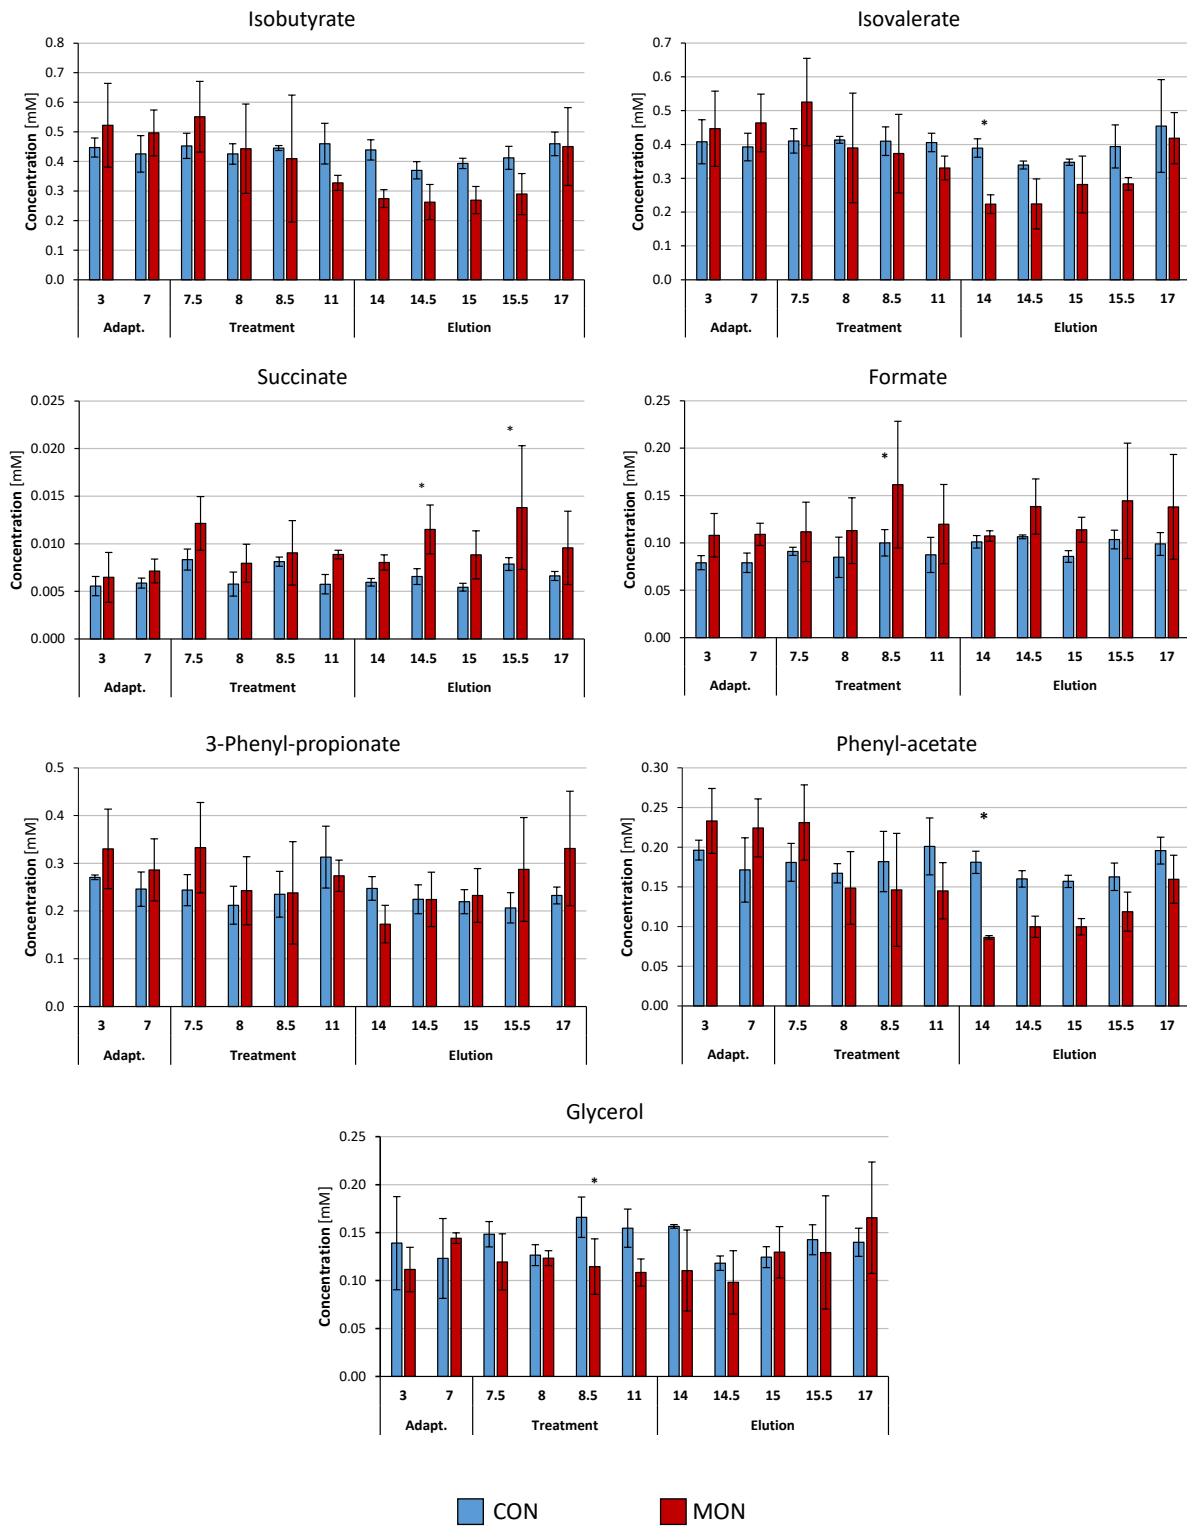 Isobutyrate
Concentration [mM]
0.8
0.7
0.6
0.5
0.4
0.3
0.2
0.1
0.0
3 7 7.5 8 8.5 11 14 14.5 15 15.5 17
Adapt. Treatment Elution
Isovalerate
Concentration [mM]
0.7
0.6
0.5
0.4
0.3
0.2
0.1
0.0
*
3 7 7.5 8 8.5 11 14 14.5 15 15.5 17
Adapt. Treatment Elution
Succinate
Concentration [mM]
0.025
0.020
0.015
0.010
0.005
0.000
* *
3 7 7.5 8 8.5 11 14 14.5 15 15.5 17
Adapt. Treatment Elution
Formate
Concentration [mM]
0.25
0.20
0.15
0.10
0.05
0.00
*
3 7 7.5 8 8.5 11 14 14.5 15 15.5 17
Adapt. Treatment Elution
3-Phenyl-propionate
Concentration [mM]
0.5
0.4
0.3
0.2
0.1
0.0
3 7 7.5 8 8.5 11 14 14.5 15 15.5 17
Adapt. Treatment Elution
Phenyl-acetate
Concentration [mM]
0.30
0.25
0.20
0.15
0.10
0.05
0.00
*
3 7 7.5 8 8.5 11 14 14.5 15 15.5 17
Adapt. Treatment Elution
Glycerol
Concentration [mM]
0.25
0.20
0.15
0.10
0.05
0.00
*
3 7 7.5 8 8.5 11 14 14.5 15 15.5 17
Adapt. Treatment Elution
CON MON